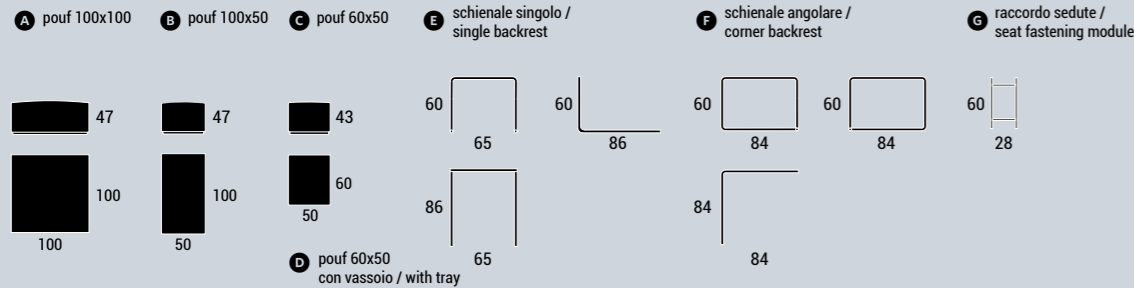 A pouf 100x100
47
100
100
B pouf 100x50
47
100
50
C pouf 60x50
43
60
50
D pouf 60x50
con vassoio / with tray
E schienale singolo /
single backrest
60
65
60
86
86
65
F schienale angolare /
corner backrest
60
84
60
84
84
84
G raccordo sedute /
seat fastening module
60
28